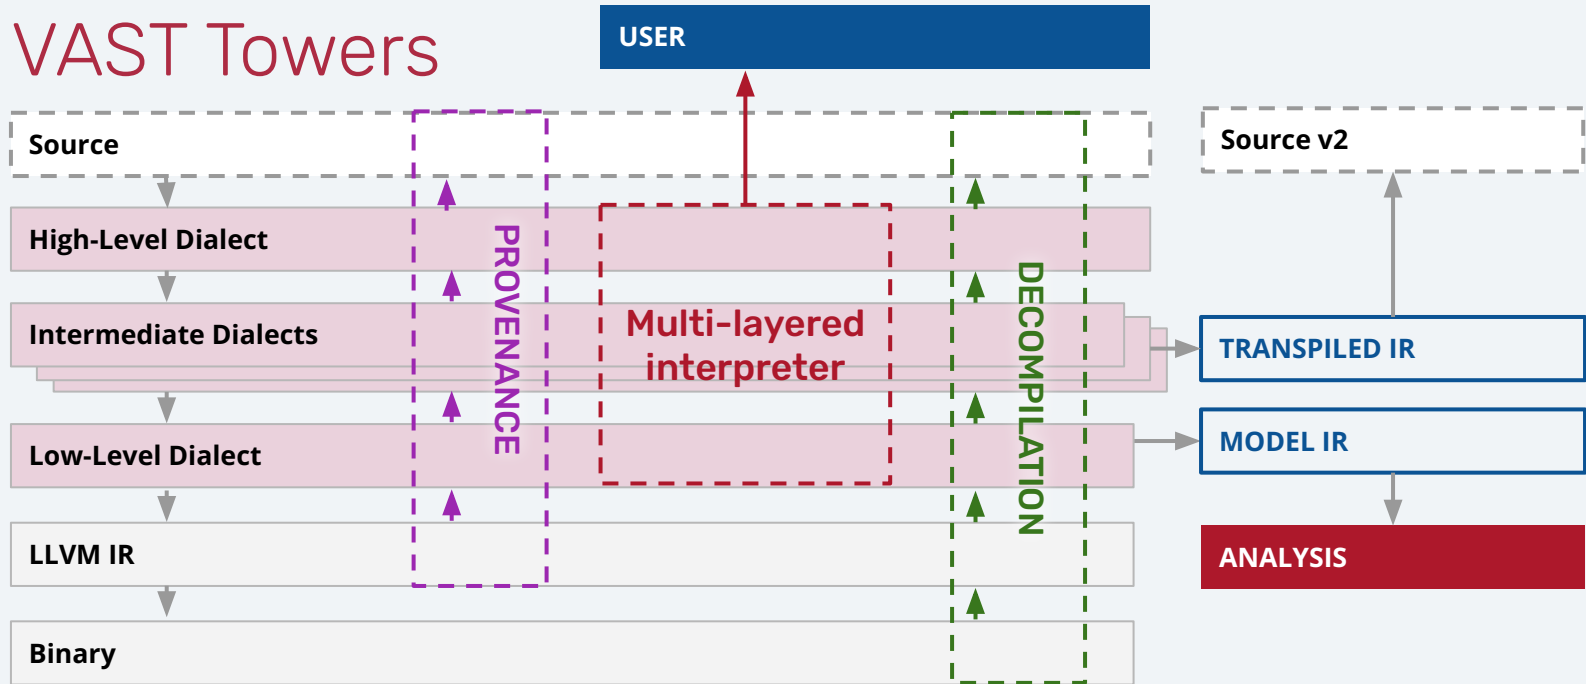 VAST Towers
USER
Source
Source v2
High-Level Dialect
PROVENANCE
DECOMPILATION
Intermediate Dialects
Multi-layered
interpreter
TRANSPILED IR
Low-Level Dialect
MODEL IR
LLVM IR
ANALYSIS
Binary